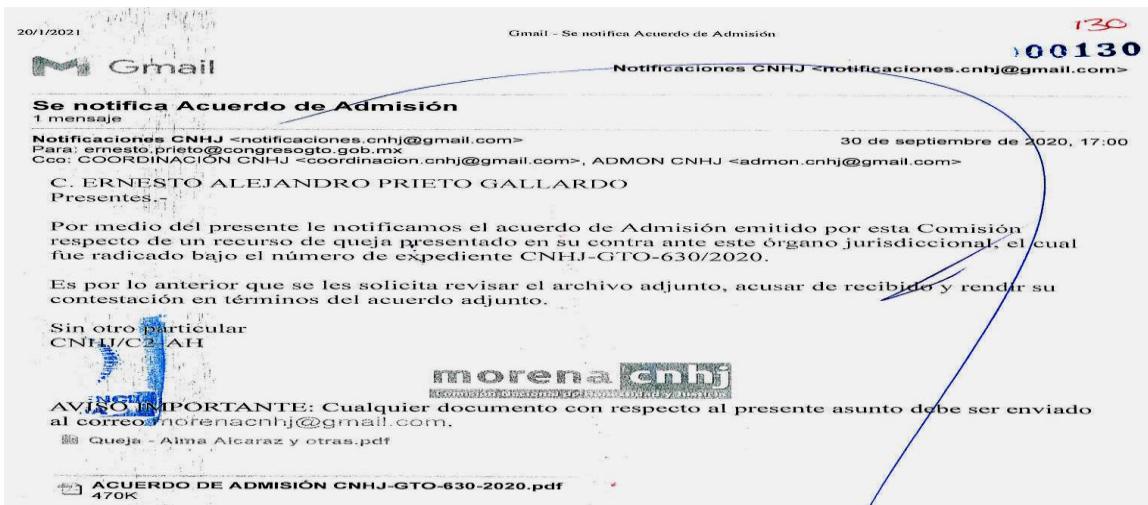 20/1/2021 Gmail - Se notifica Acuerdo de Admisión 130
00130
Gmail Notificaciones CNHJ <notificaciones.cnhj@gmail.com>
Se notifica Acuerdo de Admisión
1 mensaje
Notificaciones CNHJ <notificaciones.cnhj@gmail.com> 30 de septiembre de 2020, 17:00
Para: ernesto.prieto@congresogto.gob.mx
Cco: COORDINACIÓN CNHJ <coordinacion.cnhj@gmail.com>, ADMON CNHJ <admon.cnhj@gmail.com>
C. ERNESTO ALEJANDRO PRIETO GALLARDO
Presentes.-
Por medio del presente le notificamos el acuerdo de Admisión emitido por esta Comisión
respecto de un recurso de queja presentado en su contra ante este órgano jurisdiccional, el cual
fue radicado bajo el número de expediente CNHJ-GTO-630/2020.
Es por lo anterior que se les solicita revisar el archivo adjunto, acusar de recibido y rendir su
contestación en términos del acuerdo adjunto.
Sin otro particular
CNHJ/C2-AH
morena cnhj
AVISO IMPORTANTE: Cualquier documento con respecto al presente asunto debe ser enviado
al correo morenacnhj@gmail.com.
Queja - Alma Alcaraz y otras.pdf
ACUERDO DE ADMISIÓN CNHJ-GTO-630-2020.pdf
470K